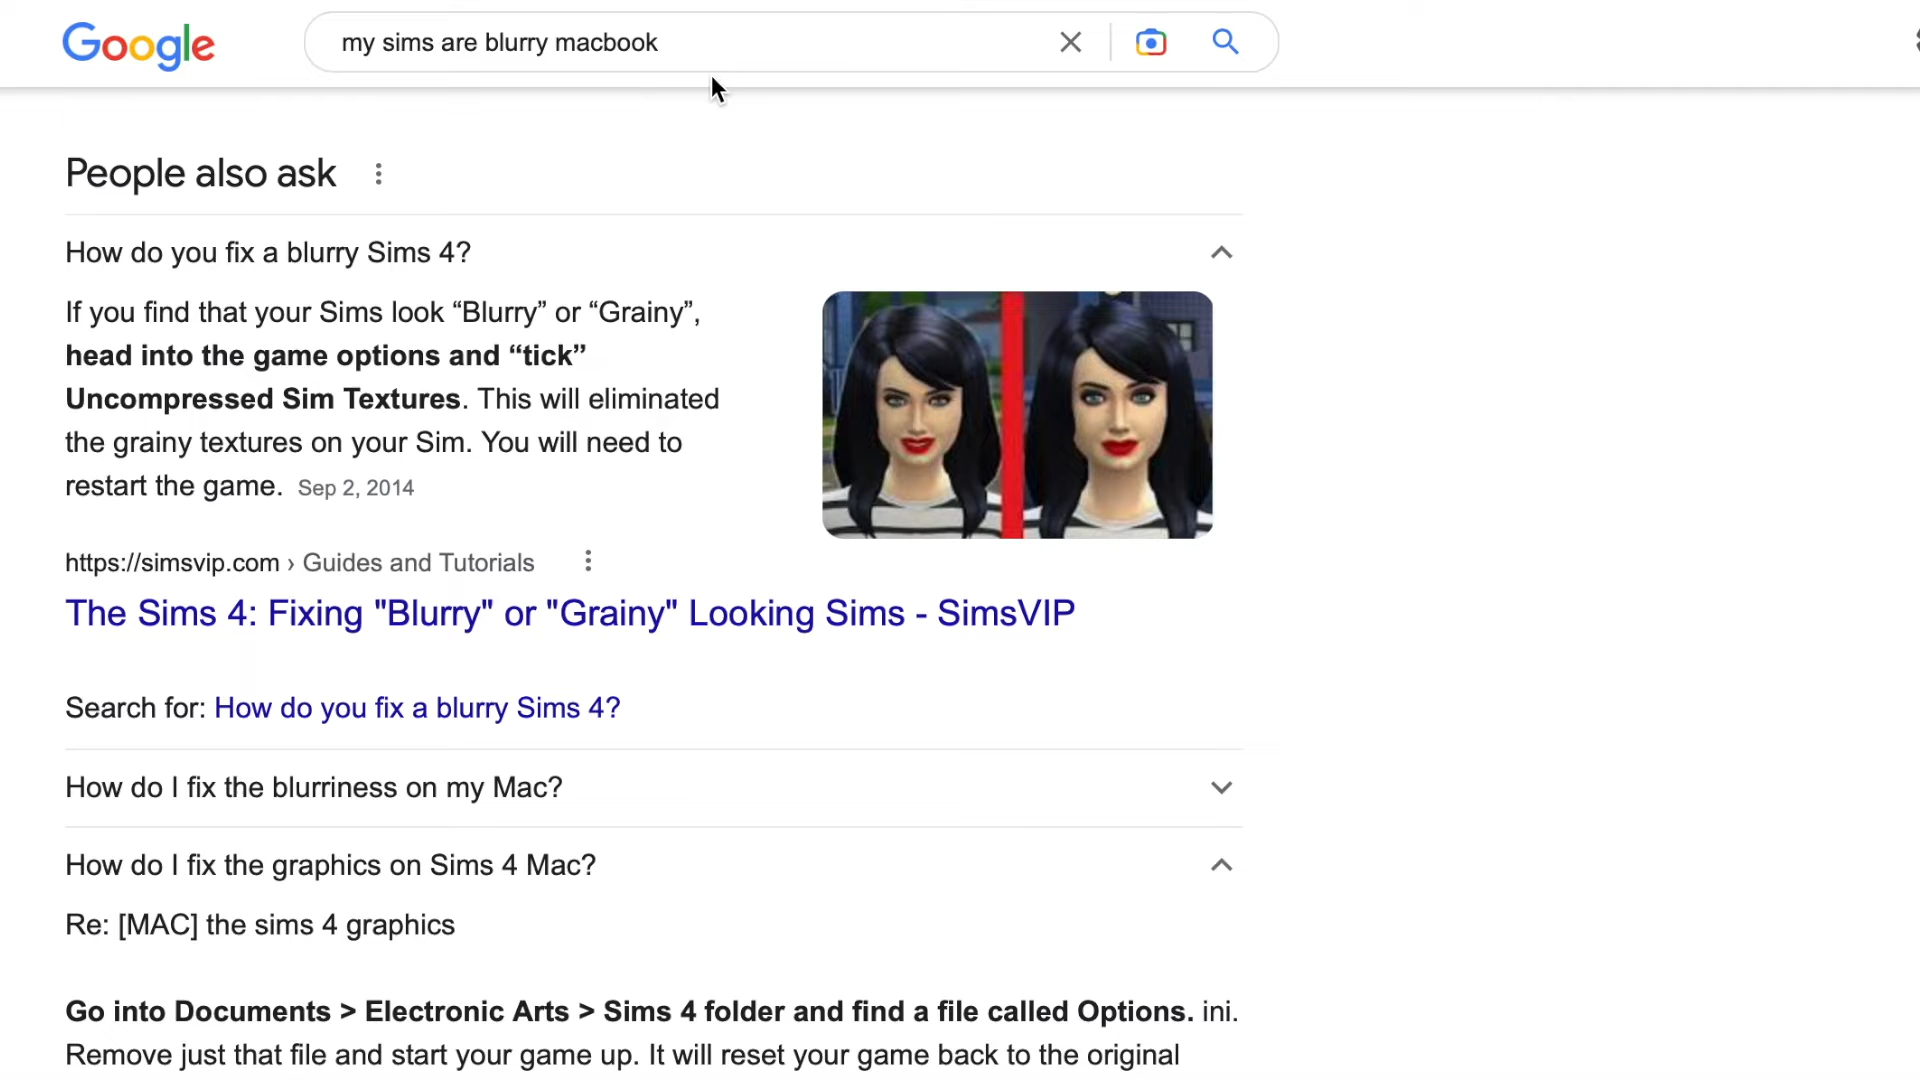 Google
my sims are blurry macbook
People also ask
How do you fix a blurry Sims 4?
If you find that your Sims look “Blurry” or “Grainy”,
head into the game options and “tick”
Uncompressed Sim Textures. This will eliminated
the grainy textures on your Sim. You will need to
restart the game. Sep 2, 2014
https://simsvip.com › Guides and Tutorials
The Sims 4: Fixing "Blurry" or "Grainy" Looking Sims - SimsVIP
Search for: How do you fix a blurry Sims 4?
How do I fix the blurriness on my Mac?
How do I fix the graphics on Sims 4 Mac?
Re: [MAC] the sims 4 graphics
Go into Documents > Electronic Arts > Sims 4 folder and find a file called Options. ini.
Remove just that file and start your game up. It will reset your game back to the original